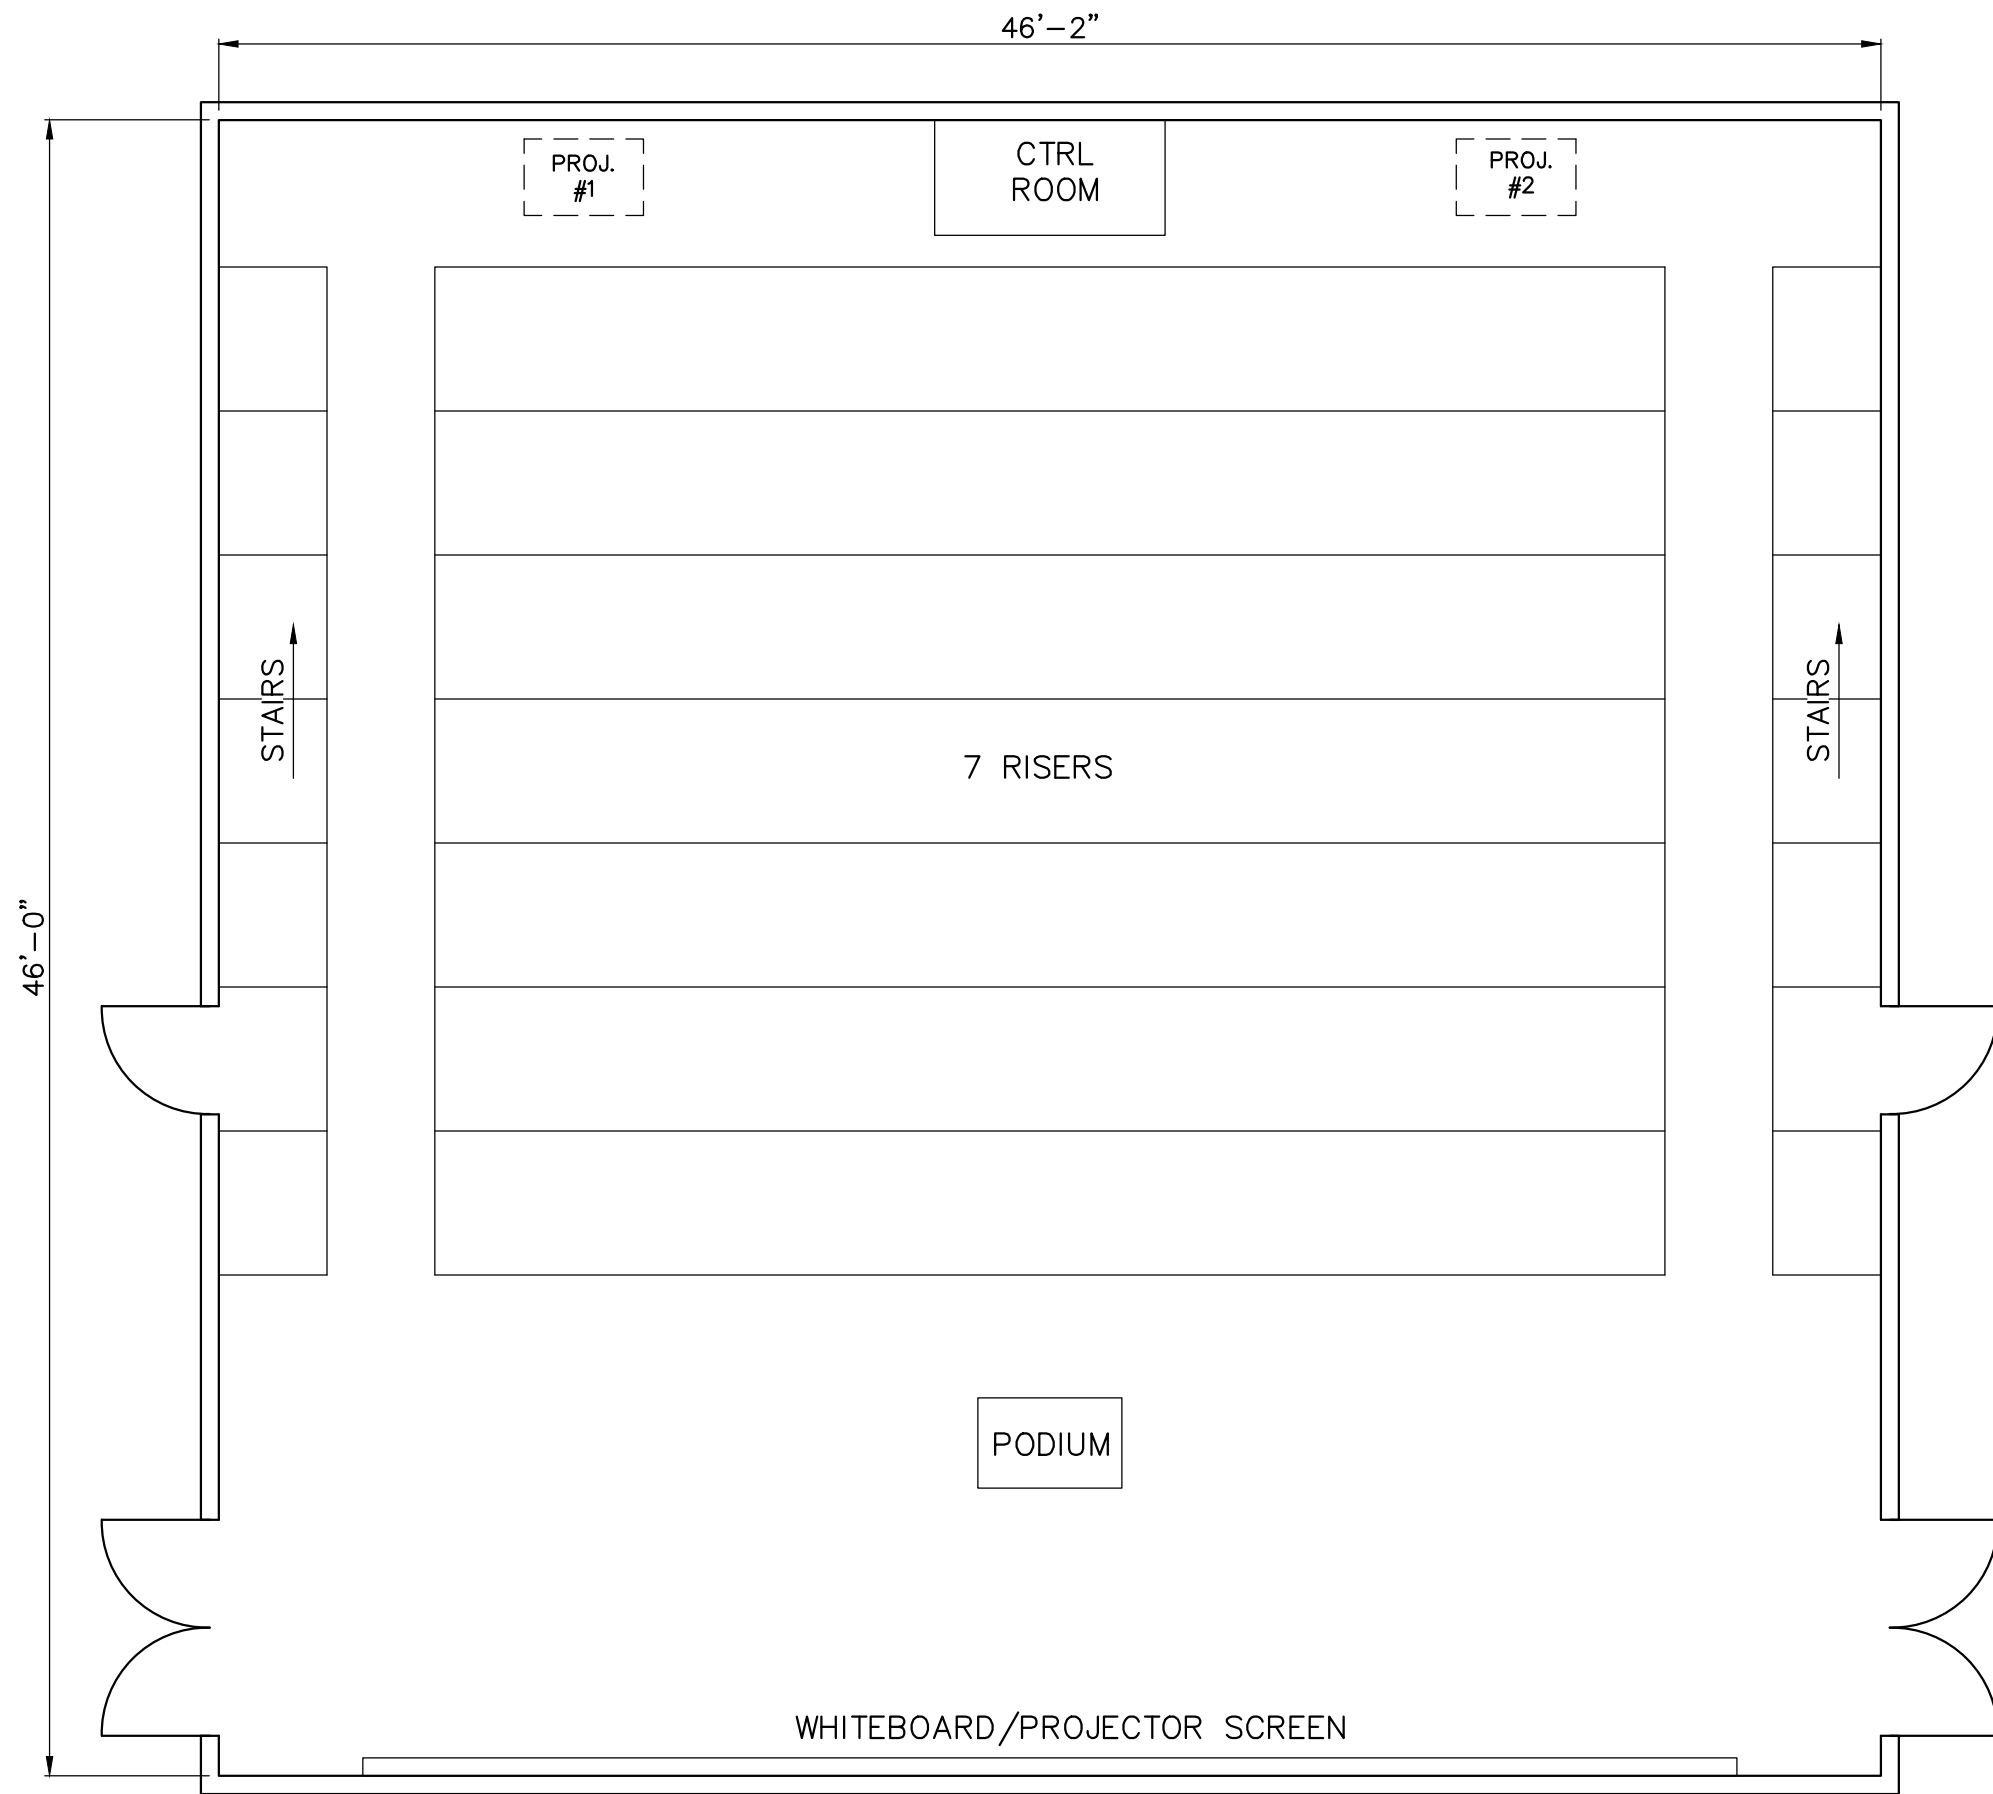 46'-2"
PROJ.
#1
CTRL
ROOM
PROJ.
#2
STAIRS
STAIRS
7 RISERS
46'-0"
PODIUM
WHITEBOARD/PROJECTOR SCREEN